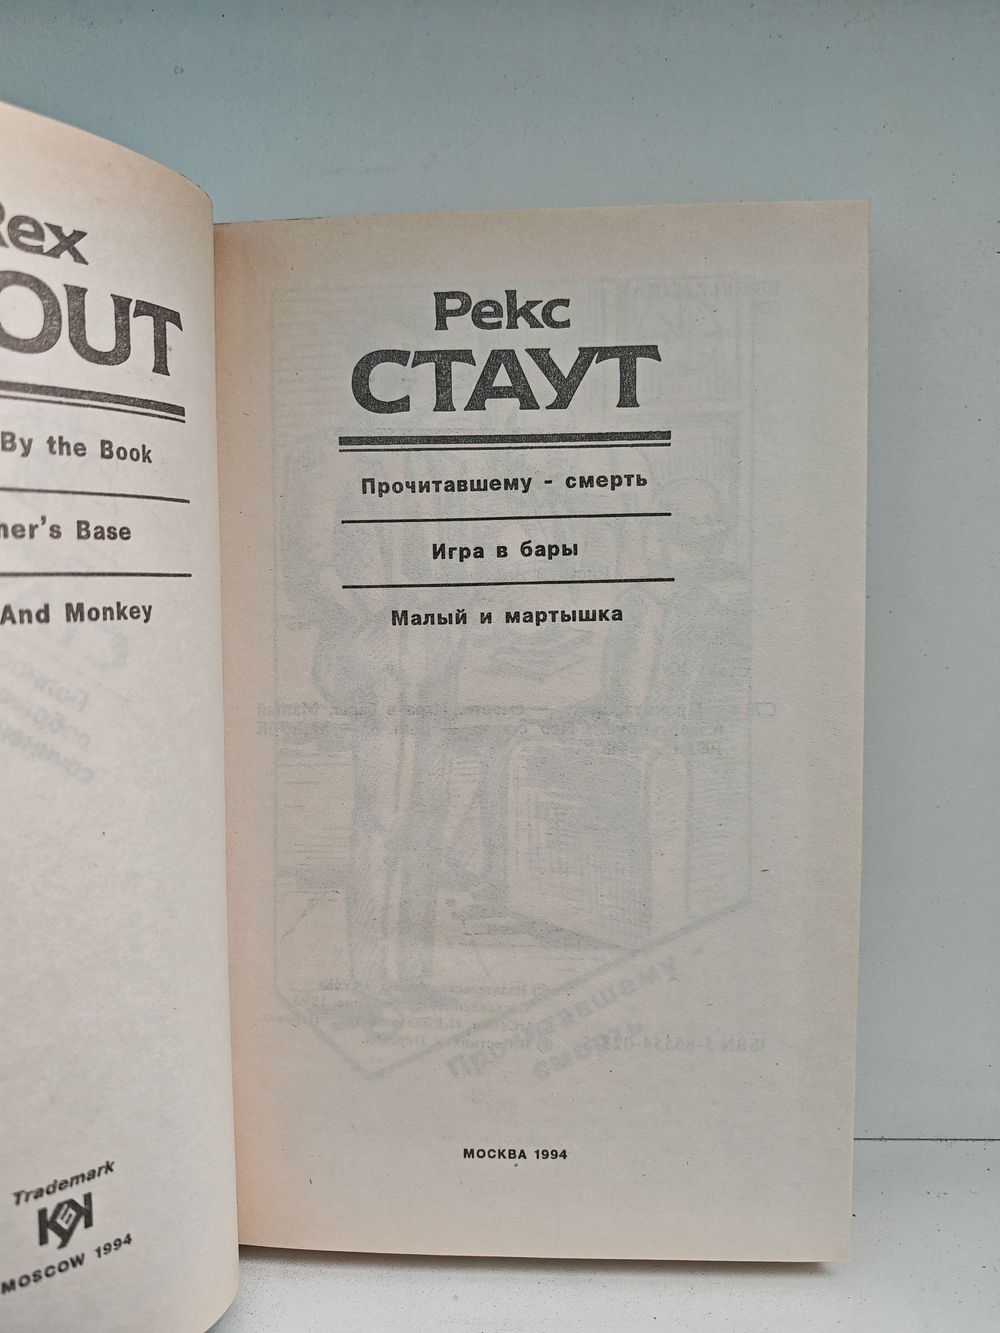 Rex
OUT
By the Book
ner's Base
And Monkey
Trademark
MOSCOW 1994
Рекс
СТАУТ
Прочитавшему - смерть
Игра в бары
Малый и мартышка
МОСКВА 1994